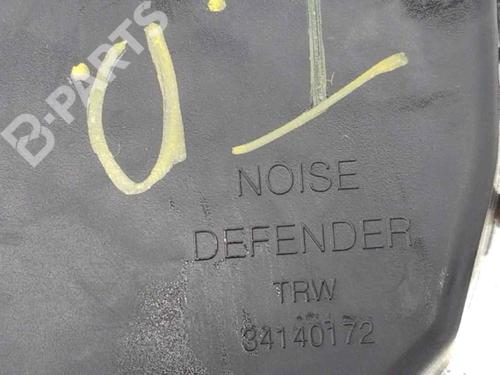 B-PARTS
NOISE
DEFENDER
TRW
34140172